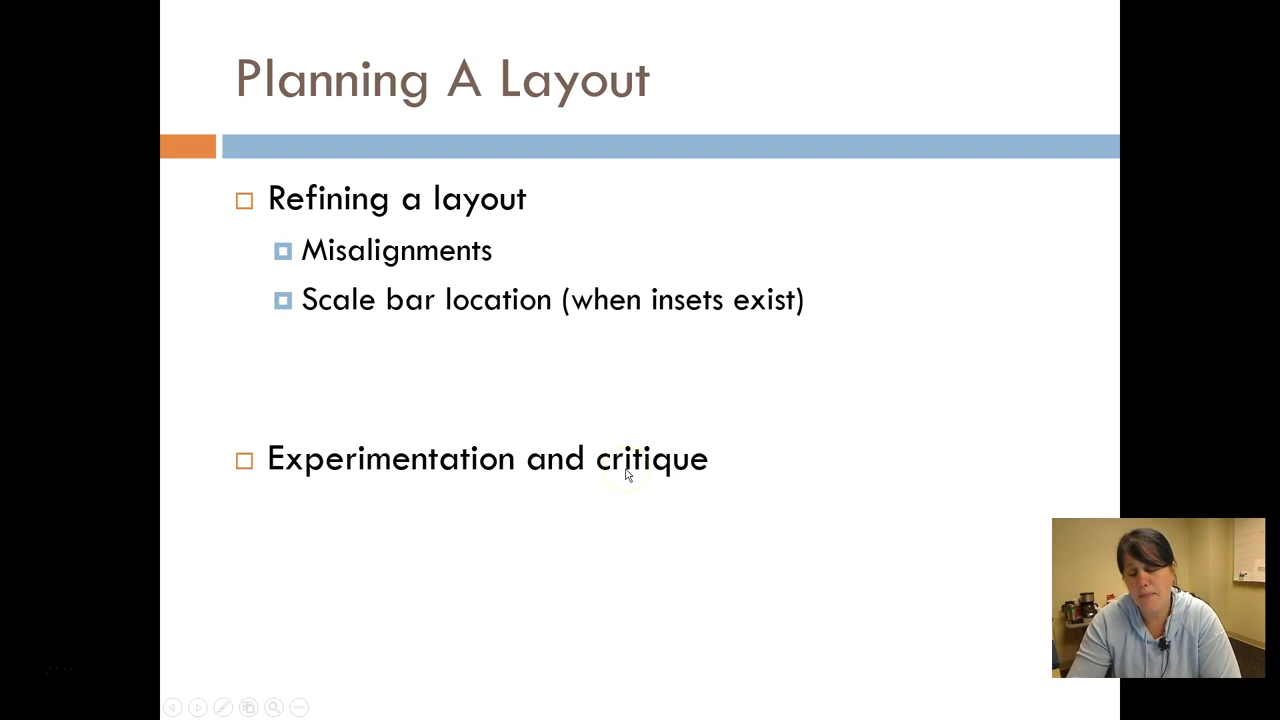 Planning A Layout
Refining a layout
Misalignments
Scale bar location (when insets exist)
Experimentation and critique